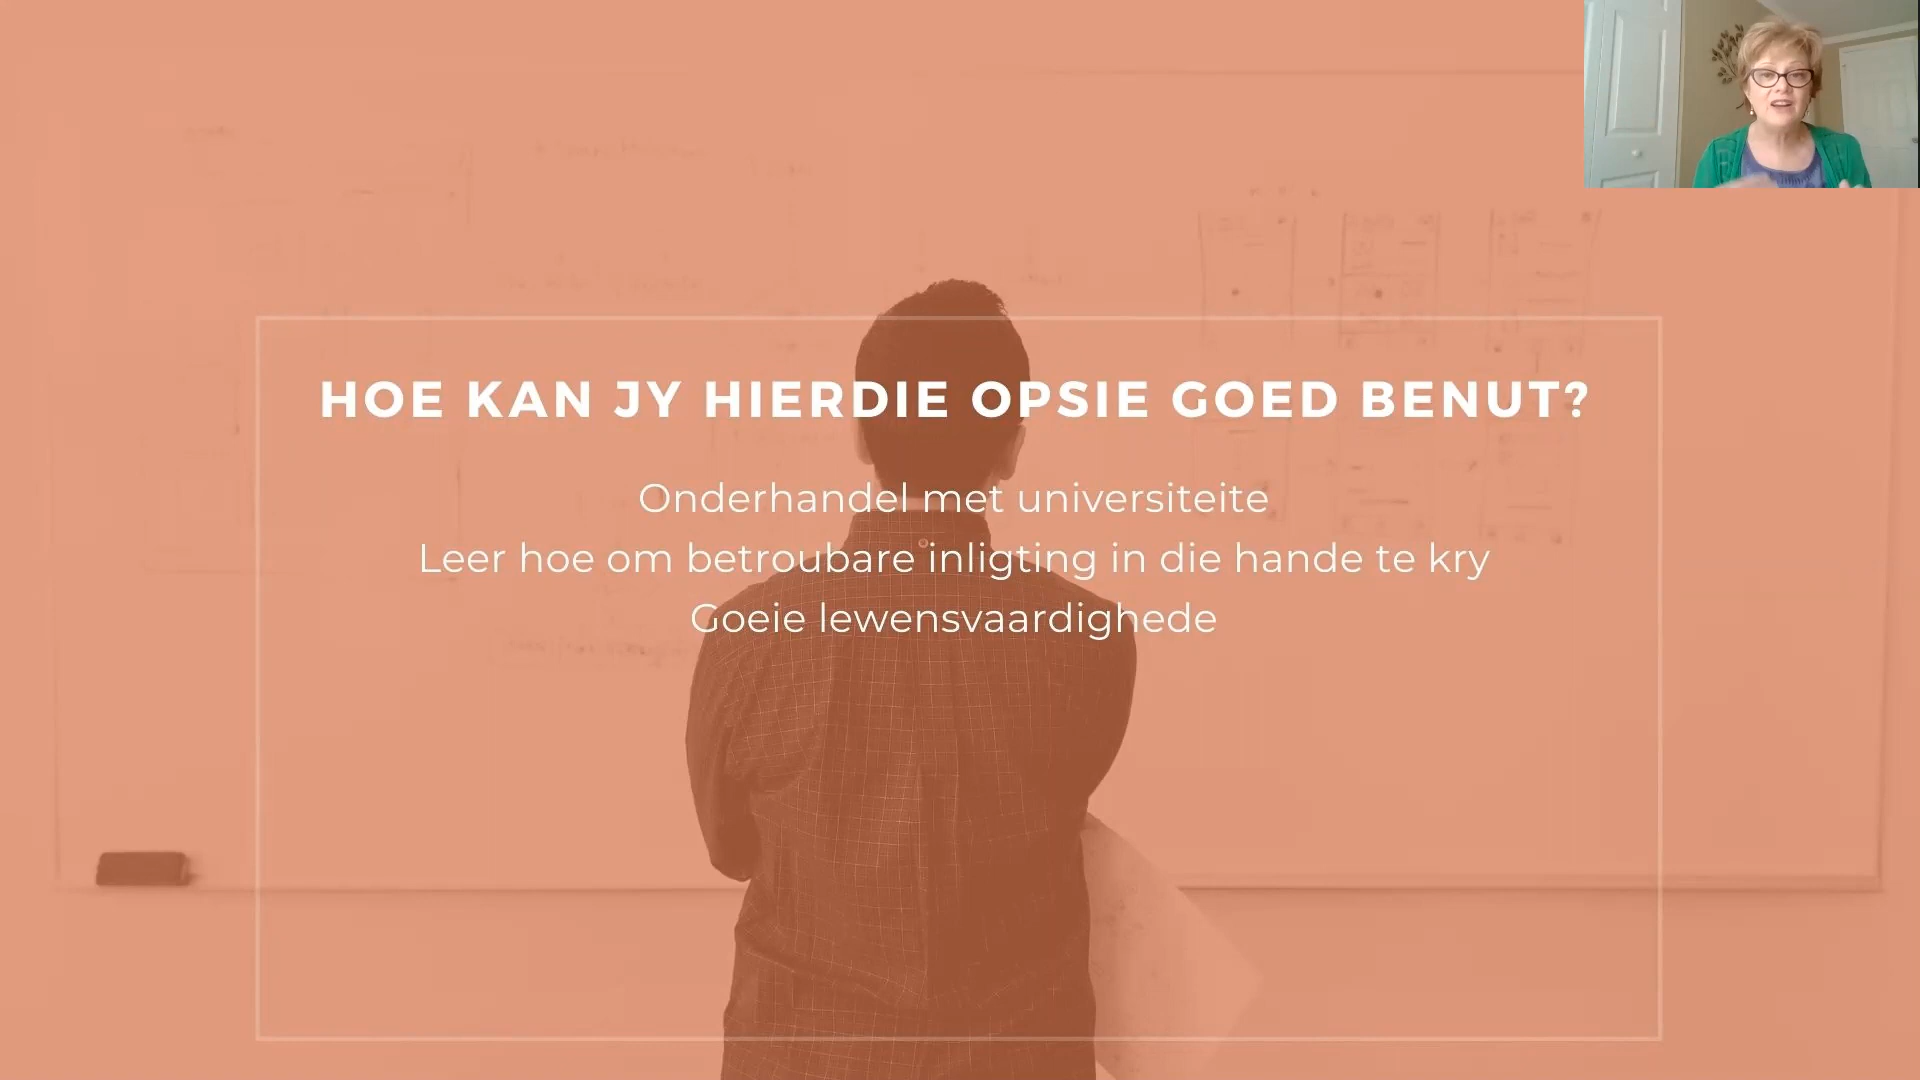 HOE KAN JY HIERDIE OPSIE GOED BENUT?
Onderhandel met universiteite
Leer hoe om betroubare inligting in die hande te kry
Goeie lewensvaardighede